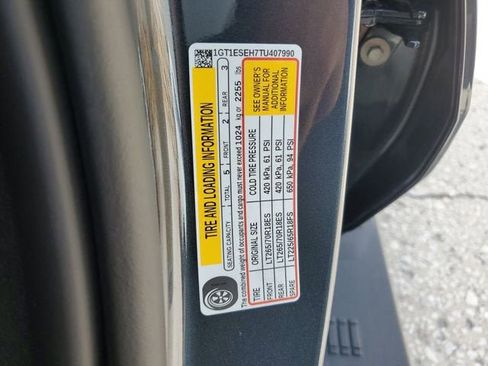 1GT1ESEH7TU407990
TIRE AND LOADING INFORMATION
SEATING CAPACITY TOTAL 5 FRONT 2 REAR 3
The combined weight of occupants and cargo must never exceed 1024 kg or 2255 lbs
TIRE ORIGINAL SIZE COLD TIRE PRESSURE
FRONT LT265/70R18ES 420 kPa, 61 PSI
REAR LT265/70R18ES 420 kPa, 61 PSI
SPARE LT225/65R18FS 650 kPa, 94 PSI
SEE OWNER'S
MANUAL FOR
ADDITIONAL
INFORMATION